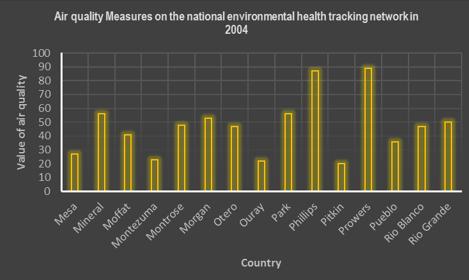 Air quality Measures on the national environmental health tracking network in
2004
Value of air quality
100
90
80
70
60
50
40
30
20
10
0
Mesa
Mineral
Moffat
Montezuma
Montrose
Morgan
Otero
Ouray
Park
Phillips
Pitkin
Prowers
Pueblo
Rio Blanco
Rio Grande
Country